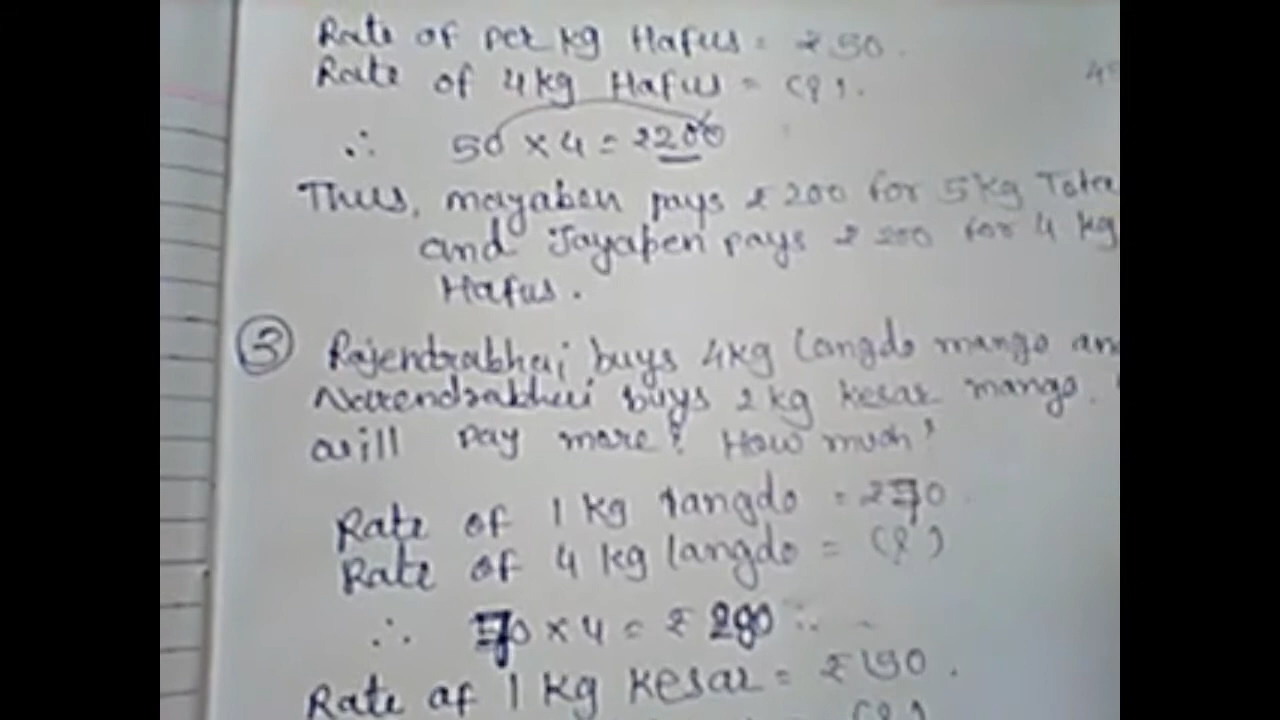 Rate of per kg Hafus = ₹50.
Rate of 4kg Hafus = (?).
∴ 50 × 4 = ₹200
Thus, mayaben pays ₹200 for 5kg Tota
and Jayaben pays ₹200 for 4 kg
Hafus.
③ Rajendrabhai buys 4kg langdo mango an
Narendrabhai buys 2 kg kesar mango.
will pay more? How much?
Rate of 1 kg langdo = ₹70
Rate of 4 kg langdo = (?)
∴ 70 × 4 = ₹280
Rate of 1 kg kesar =
(?)